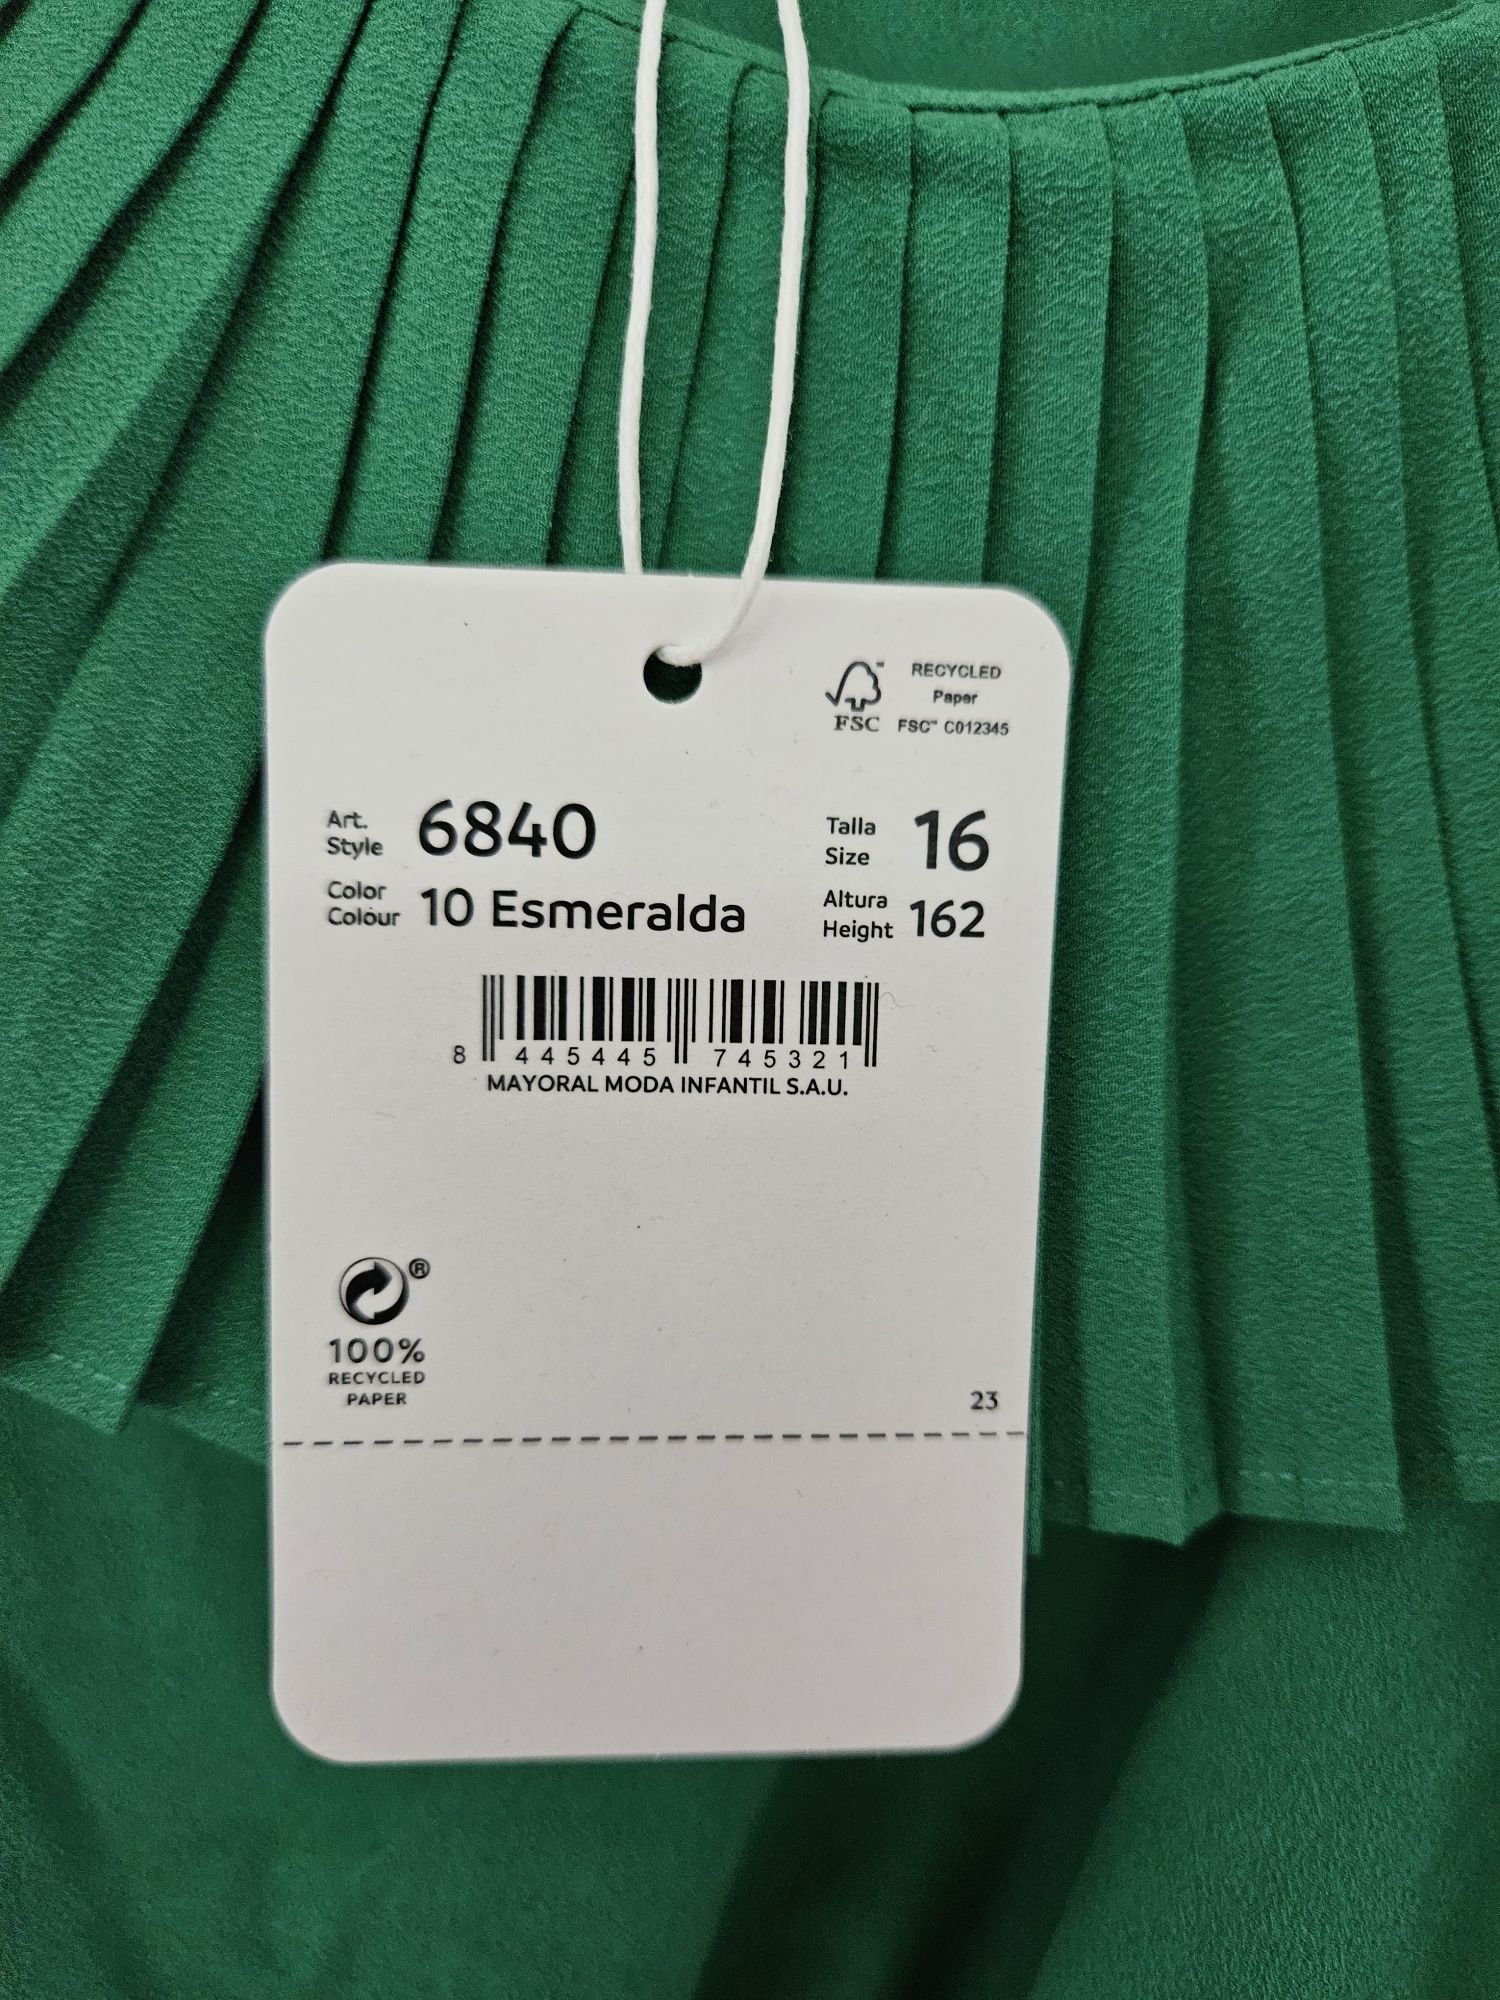 FSC™
RECYCLED
Paper
FSC™ C012345
Art.
Style
6840
Talla
Size
16
Color
Colour
10 Esmeralda
Altura
Height
162
8 445445 745321
MAYORAL MODA INFANTIL S.A.U.
®
100%
RECYCLED
PAPER
23